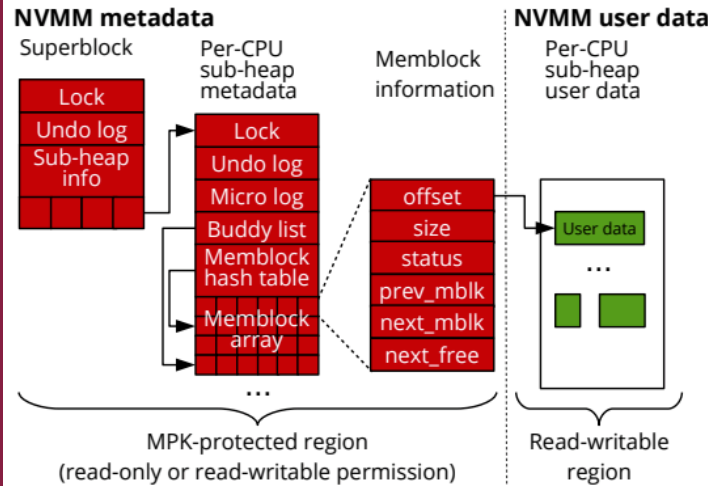 NVMM metadata
Superblock
Lock
Undo log
Sub-heap
info
Per-CPU
sub-heap
metadata
Lock
Undo log
Micro log
Buddy list
Memblock
hash table
Memblock
array
...
Memblock
information
offset
size
status
prev_mblk
next_mblk
next_free
MPK-protected region
(read-only or read-writable permission)
NVMM user data
Per-CPU
sub-heap
user data
User data
...
Read-writable
region